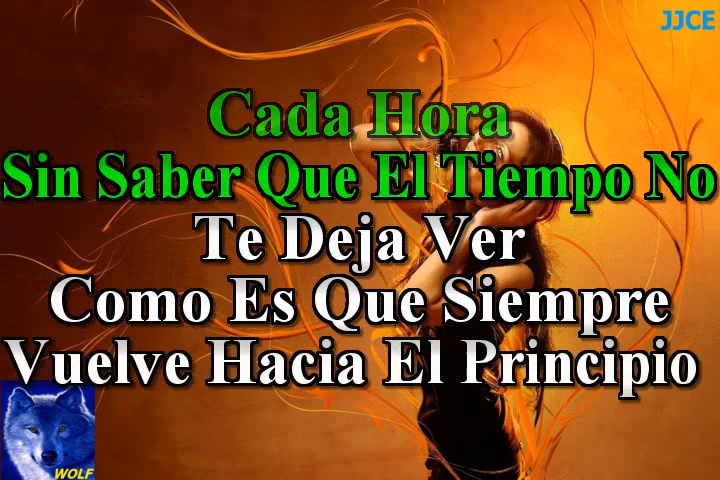 JJCE
Cada Hora
Sin Saber Que El Tiempo No
Te Deja Ver
Como Es Que Siempre
Vuelve Hacia El Principio
WOLF